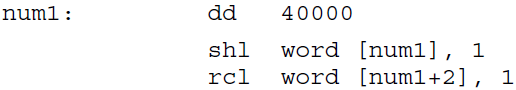 num1: dd 40000
shl word [num1], 1
rcl word [num1+2], 1